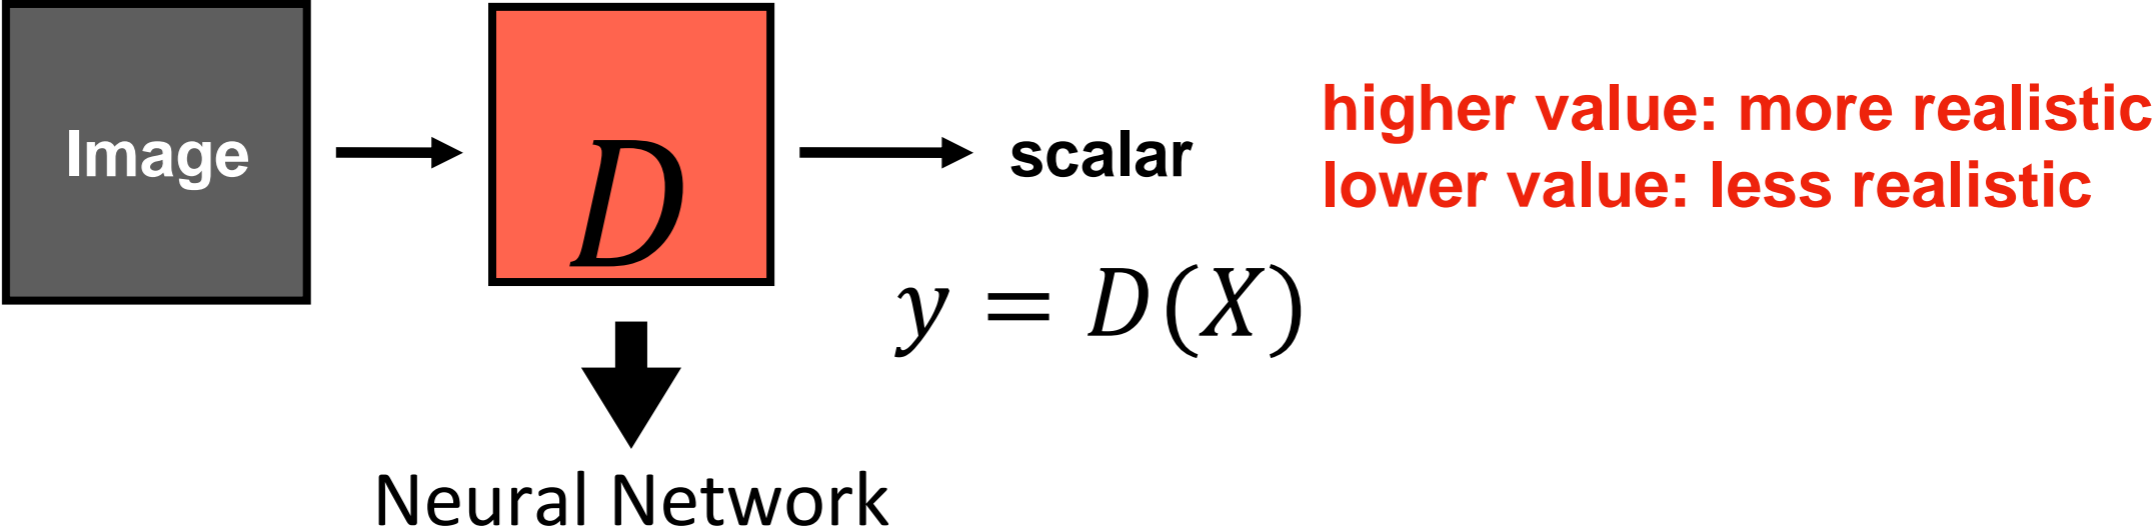 Image
D
scalar
higher value: more realistic
lower value: less realistic
y = D(X)
Neural Network